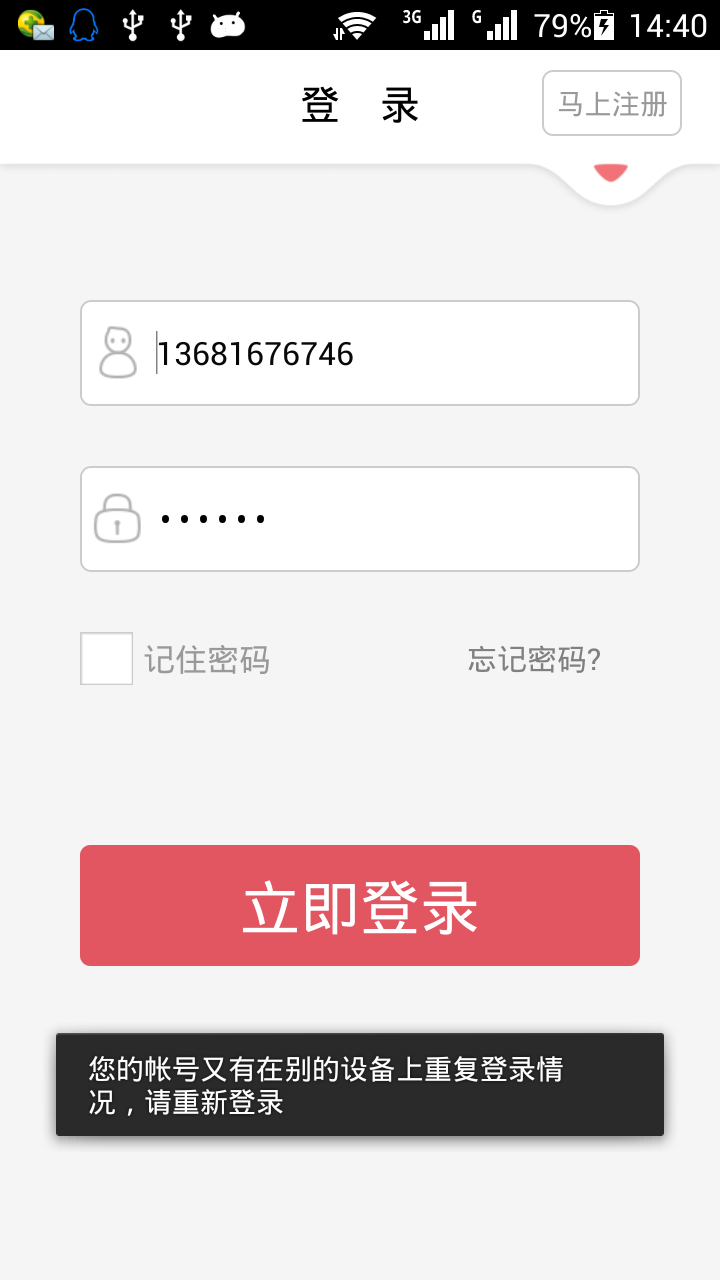 3G G 79% 14:40
登 录
马上注册
13681676746
••••••
记住密码 忘记密码?
立即登录
您的帐号又有在别的设备上重复登录情
况，请重新登录